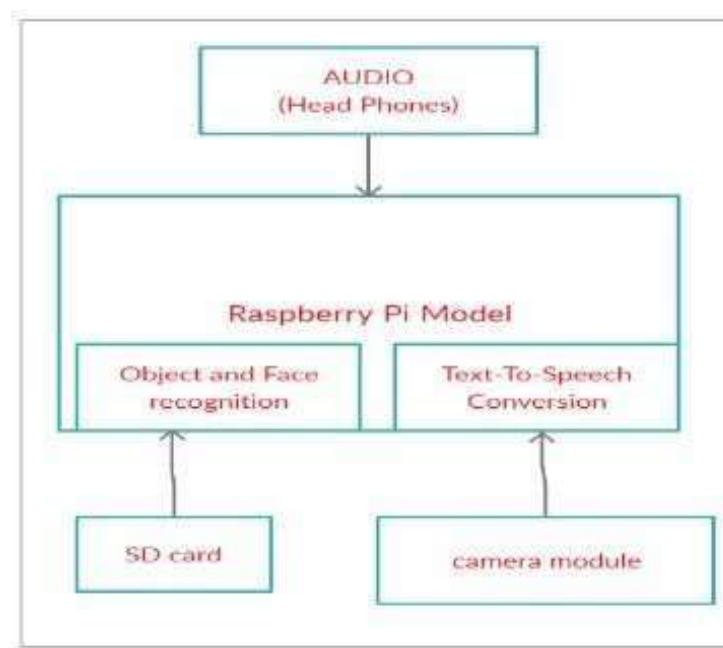 AUDIO
(Head Phones)
Raspberry Pi Model
Object and Face
recognition
Text-To-Speech
Conversion
SD card
camera module